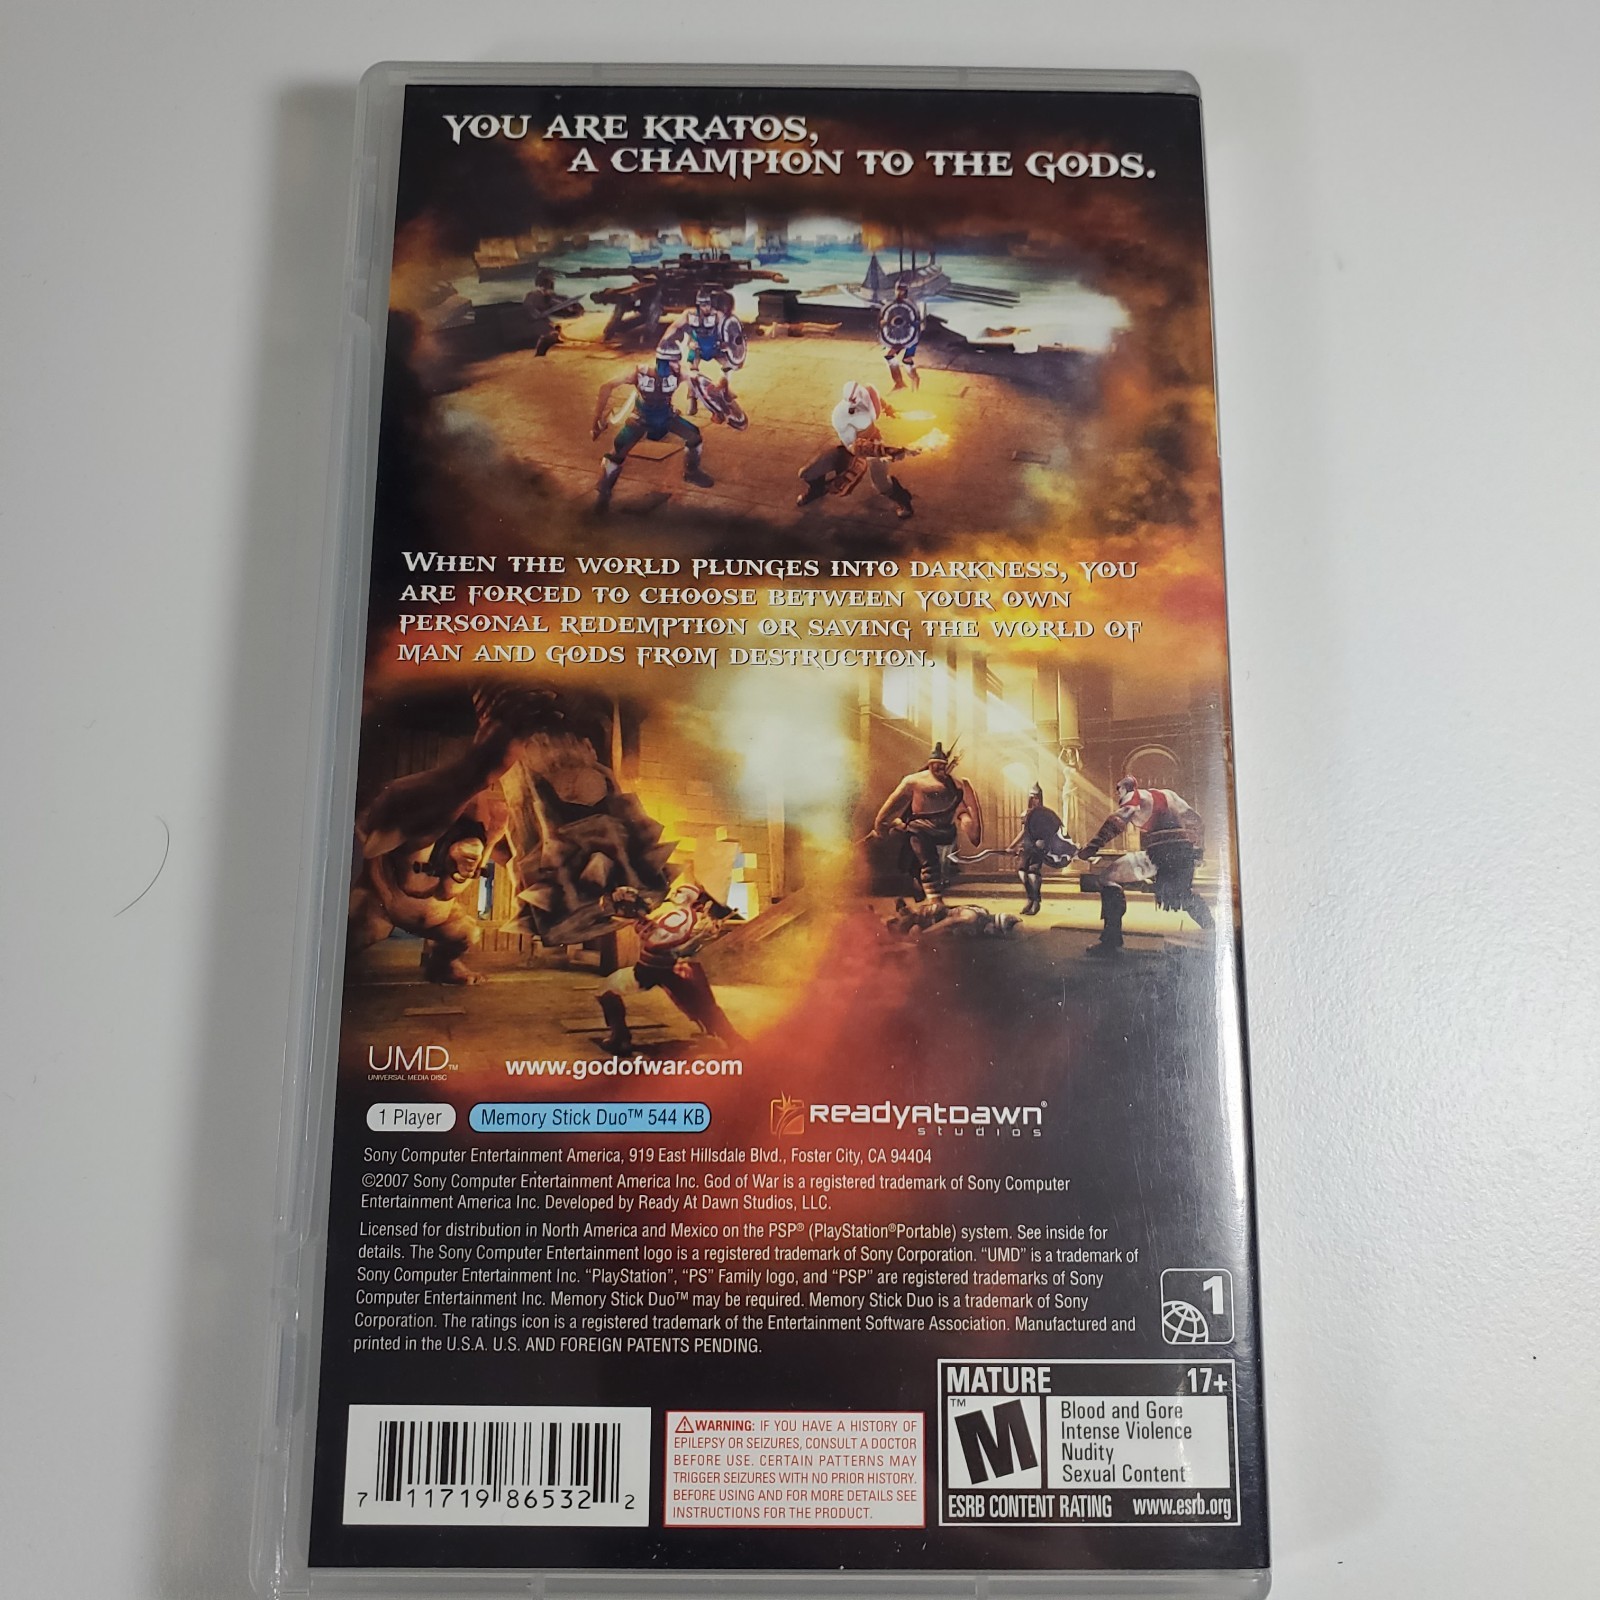 YOU ARE KRATOS,
A CHAMPION TO THE GODS.
WHEN THE WORLD PLUNGES INTO DARKNESS, YOU
ARE FORCED TO CHOOSE BETWEEN YOUR OWN
PERSONAL REDEMPTION OR SAVING THE WORLD OF
MAN AND GODS FROM DESTRUCTION.
UMD™
UNIVERSAL MEDIA DISC
www.godofwar.com
1 Player
Memory Stick Duo™ 544 KB
ReadyAtDawn®
studios
Sony Computer Entertainment America, 919 East Hillsdale Blvd., Foster City, CA 94404
©2007 Sony Computer Entertainment America Inc. God of War is a registered trademark of Sony Computer
Entertainment America Inc. Developed by Ready At Dawn Studios, LLC.
Licensed for distribution in North America and Mexico on the PSP® (PlayStation®Portable) system. See inside for
details. The Sony Computer Entertainment logo is a registered trademark of Sony Corporation. “UMD” is a trademark of
Sony Computer Entertainment Inc. “PlayStation”, “PS” Family logo, and “PSP” are registered trademarks of Sony
Computer Entertainment Inc. Memory Stick Duo™ may be required. Memory Stick Duo is a trademark of Sony
Corporation. The ratings icon is a registered trademark of the Entertainment Software Association. Manufactured and
printed in the U.S.A. U.S. AND FOREIGN PATENTS PENDING.
1
MATURE 17+
™
M
Blood and Gore
Intense Violence
Nudity
Sexual Content
ESRB CONTENT RATING www.esrb.org
⚠WARNING: IF YOU HAVE A HISTORY OF
EPILEPSY OR SEIZURES, CONSULT A DOCTOR
BEFORE USE. CERTAIN PATTERNS MAY
TRIGGER SEIZURES WITH NO PRIOR HISTORY.
BEFORE USING AND FOR MORE DETAILS SEE
INSTRUCTIONS FOR THE PRODUCT.
7 11719 86532 2